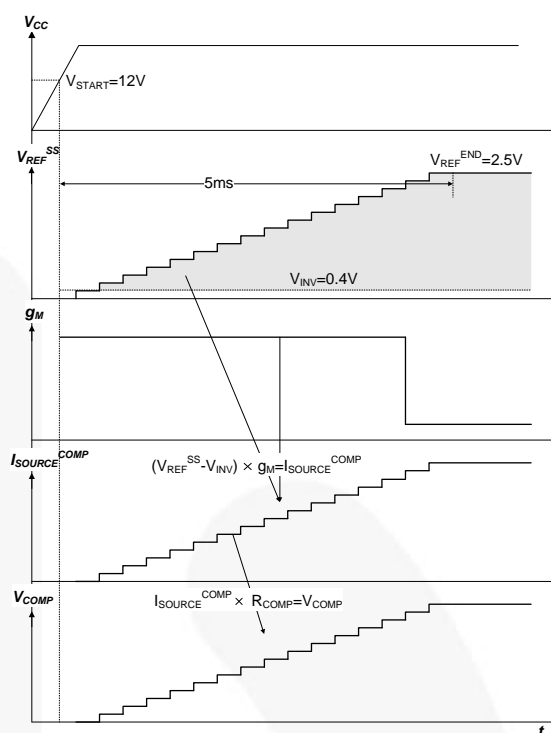 V_CC
V_START=12V
V_REF^SS
V_REF^END=2.5V
5ms
V_INV=0.4V
g_M
I_SOURCE^COMP
(V_REF^SS-V_INV) × g_M=I_SOURCE^COMP
V_COMP
I_SOURCE^COMP × R_COMP=V_COMP
t